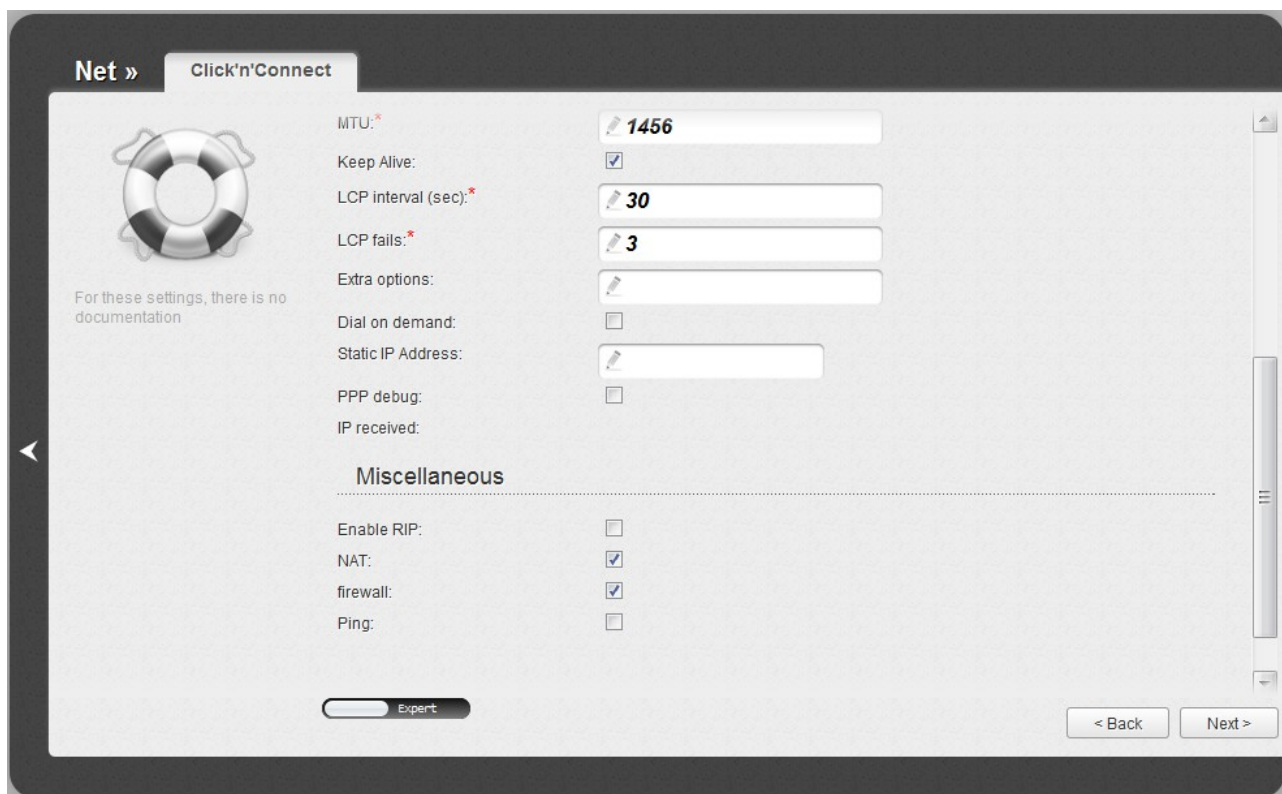 Net » Click'n'Connect
MTU:* 1456
Keep Alive:
LCP interval (sec):* 30
LCP fails:* 3
Extra options:
For these settings, there is no
documentation
Dial on demand:
Static IP Address:
PPP debug:
IP received:
Miscellaneous
Enable RIP:
NAT:
firewall:
Ping:
Expert
< Back Next >